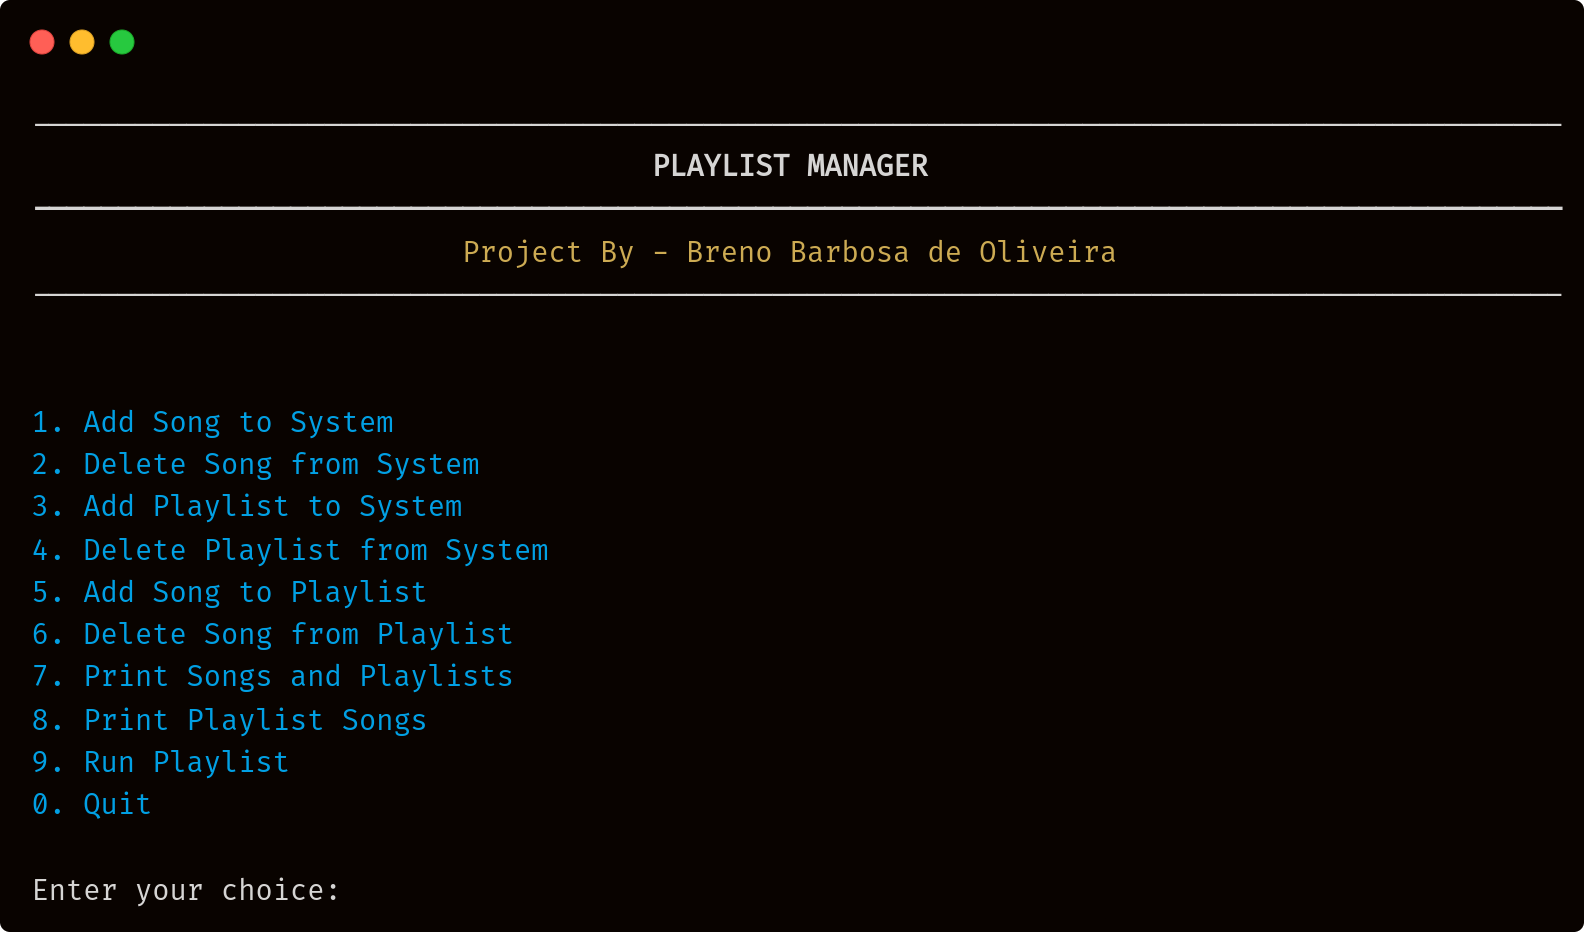 PLAYLIST MANAGER
Project By - Breno Barbosa de Oliveira
1. Add Song to System
2. Delete Song from System
3. Add Playlist to System
4. Delete Playlist from System
5. Add Song to Playlist
6. Delete Song from Playlist
7. Print Songs and Playlists
8. Print Playlist Songs
9. Run Playlist
0. Quit
Enter your choice: